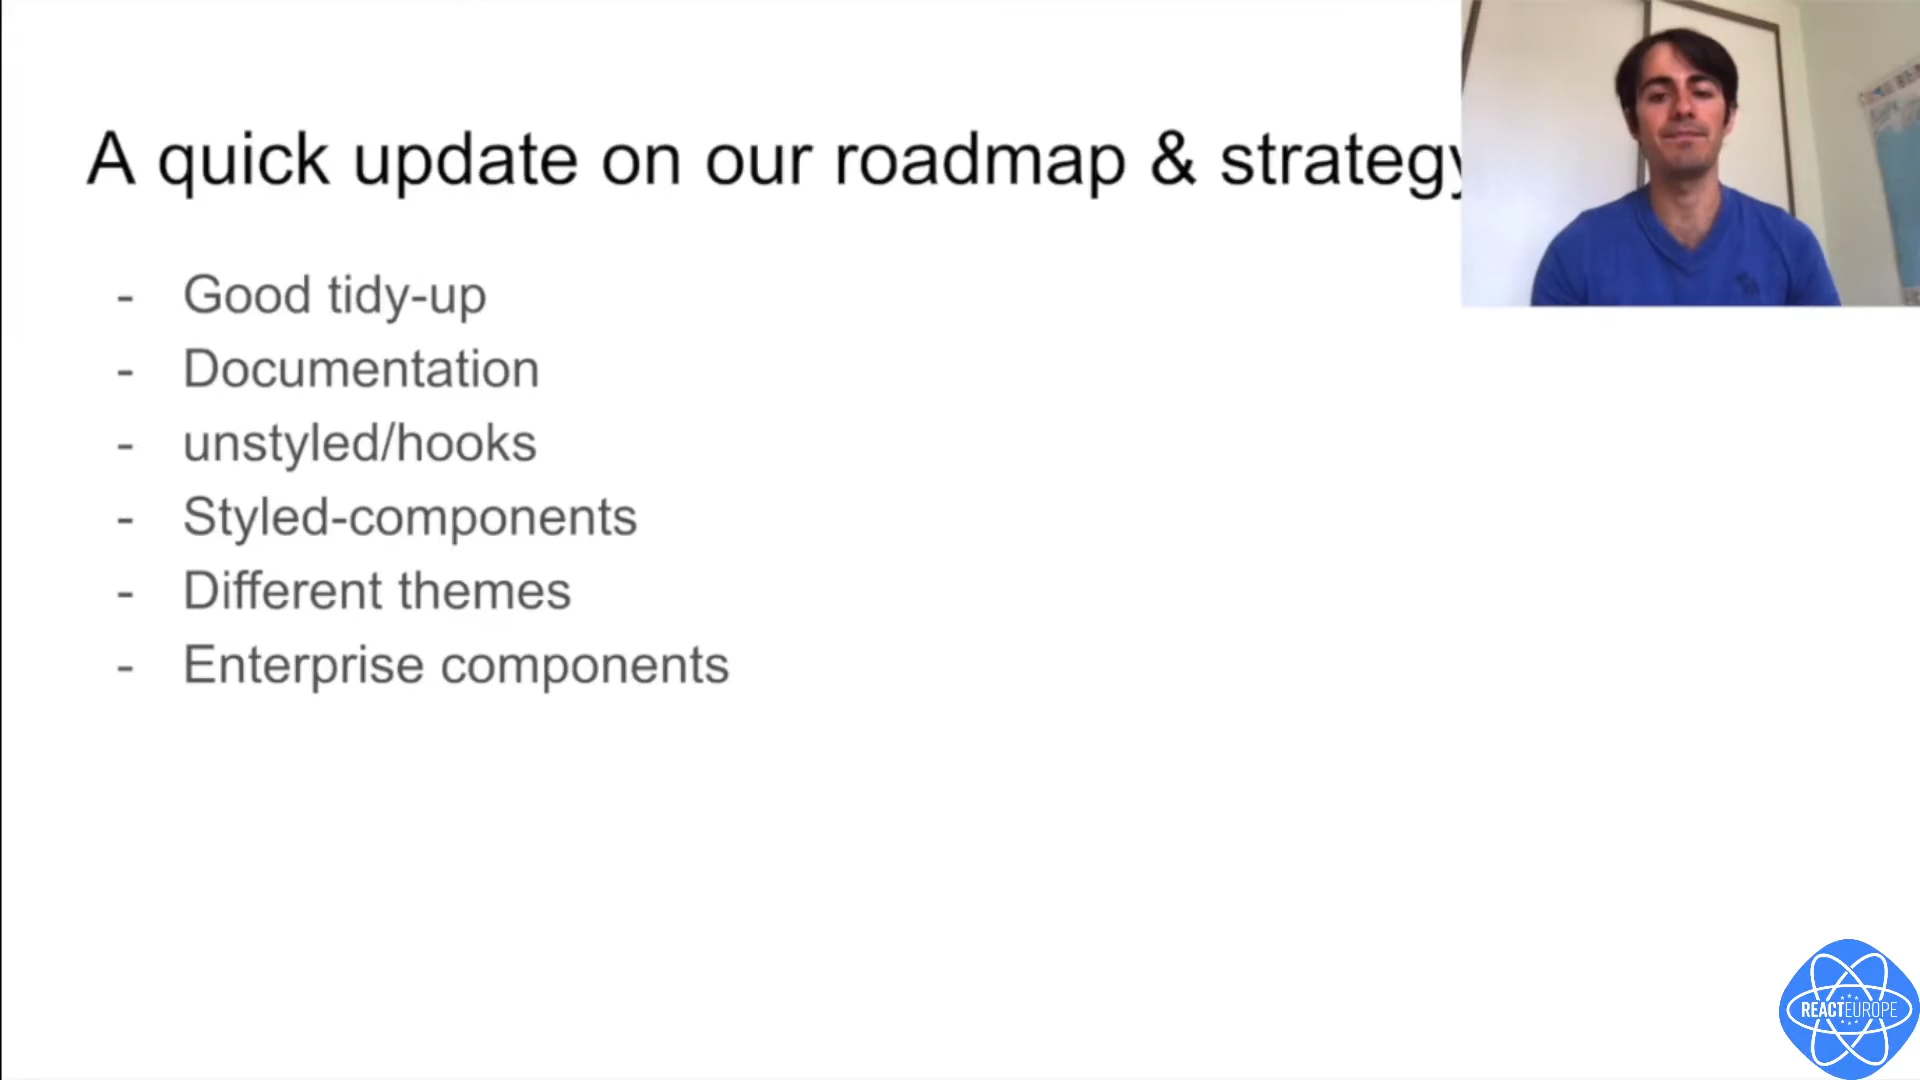 A quick update on our roadmap & strategy
- Good tidy-up
- Documentation
- unstyled/hooks
- Styled-components
- Different themes
- Enterprise components
REACTEUROPE